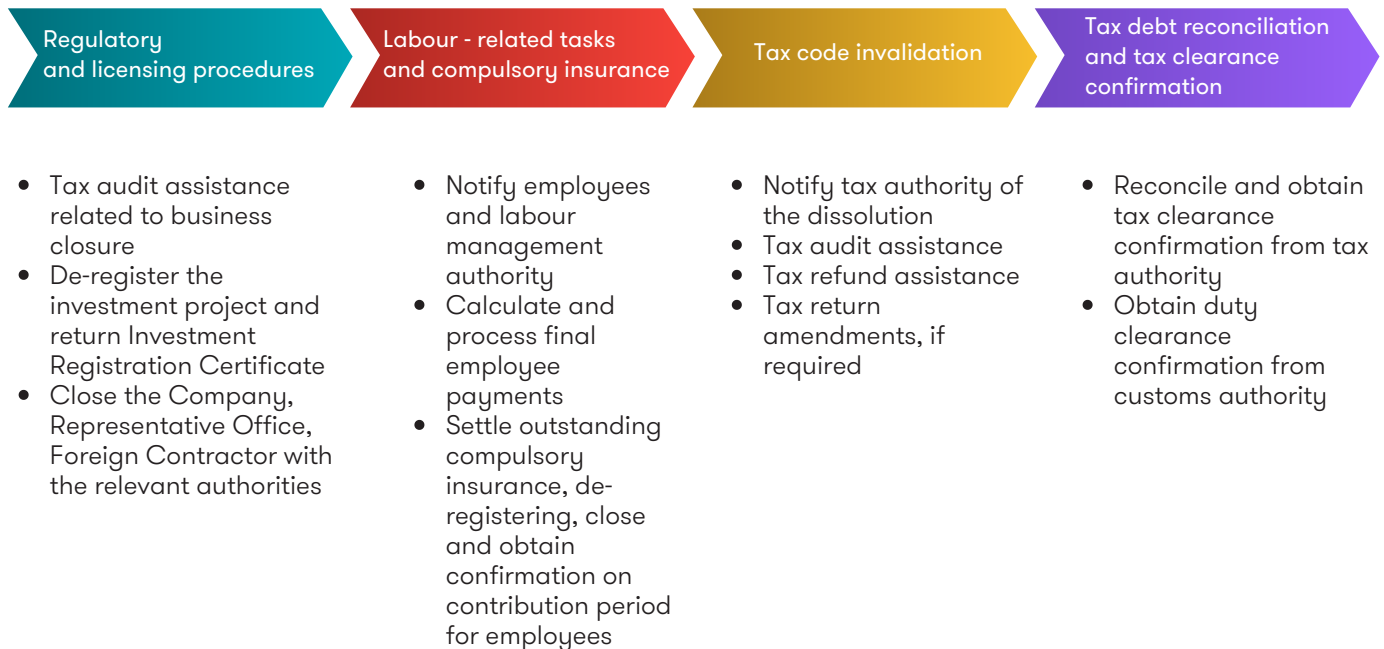 Regulatory
and licensing procedures
Labour - related tasks
and compulsory insurance
Tax code invalidation
Tax debt reconciliation
and tax clearance
confirmation
• Tax audit assistance
related to business
closure
• De-register the
investment project and
return Investment
Registration Certificate
• Close the Company,
Representative Office,
Foreign Contractor with
the relevant authorities
• Notify employees
and labour
management
authority
• Calculate and
process final
employee
payments
• Settle outstanding
compulsory
insurance, de-
registering, close
and obtain
confirmation on
contribution period
for employees
• Notify tax authority of
the dissolution
• Tax audit assistance
• Tax refund assistance
• Tax return
amendments, if
required
• Reconcile and obtain
tax clearance
confirmation from tax
authority
• Obtain duty
clearance
confirmation from
customs authority